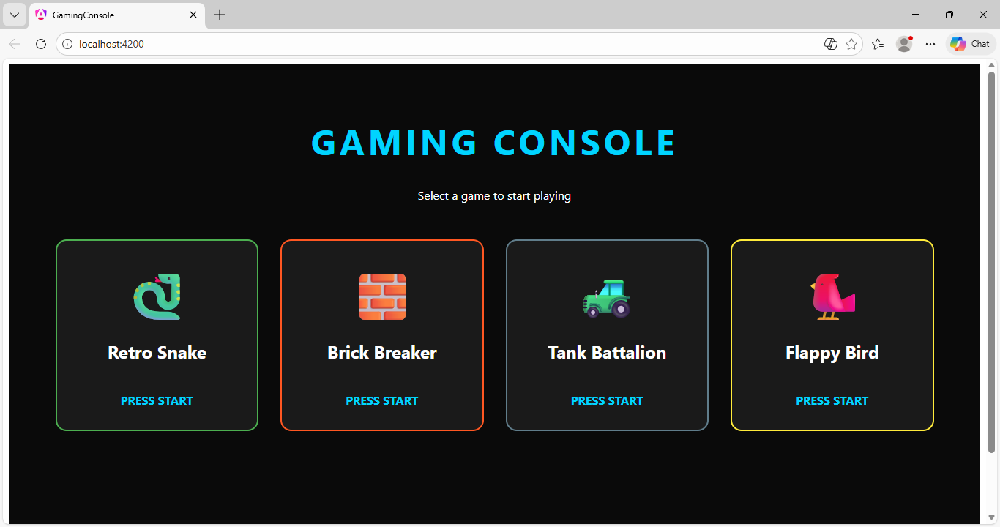 GamingConsole
localhost:4200
Chat
GAMING CONSOLE
Select a game to start playing
Retro Snake
Brick Breaker
Tank Battalion
Flappy Bird
PRESS START
PRESS START
PRESS START
PRESS START